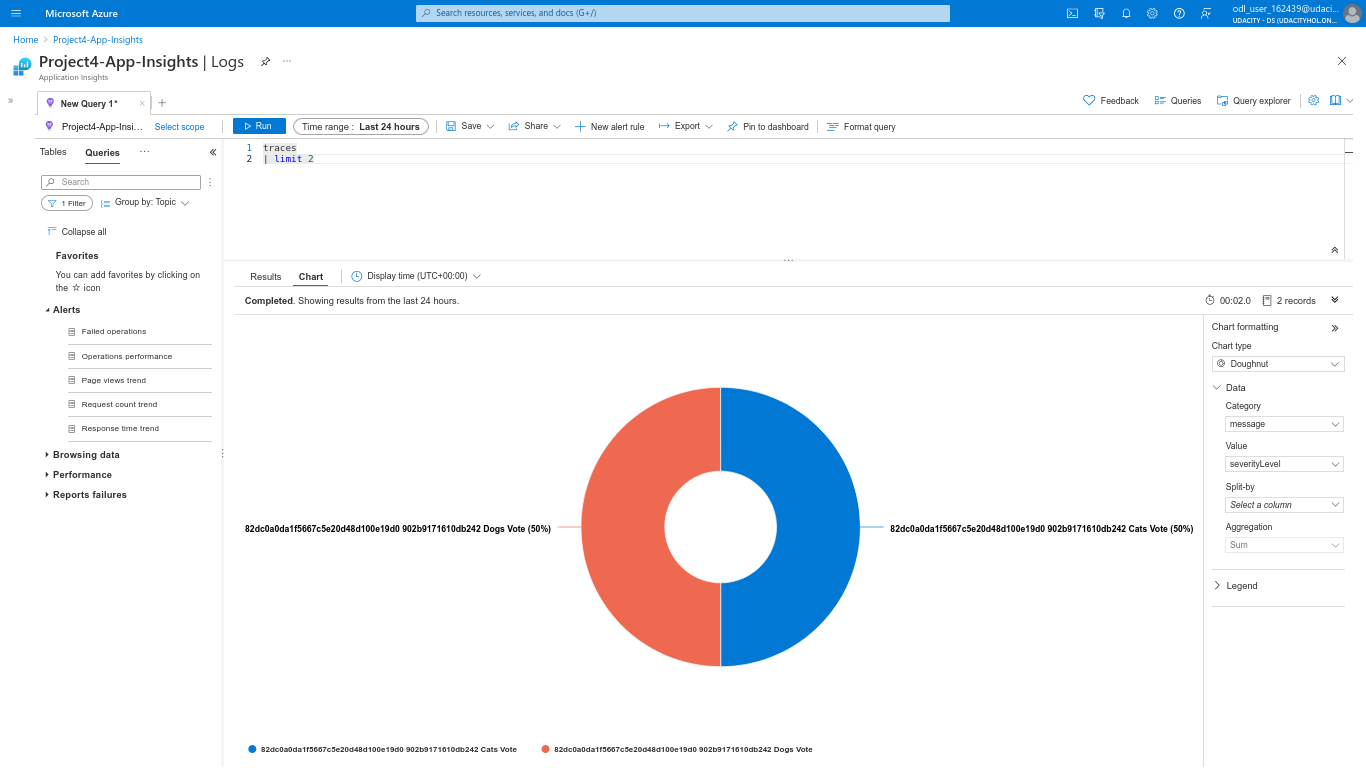 Microsoft Azure
Search resources, services, and docs (G+/)
odl_user_162439@udaci...
UDACITY - DS (UDACITYHOL.ON...
Home > Project4-App-Insights
Project4-App-Insights | Logs
Application Insights
New Query 1*
Feedback
Queries
Query explorer
Project4-App-Insi...
Select scope
Run
Time range : Last 24 hours
Save
Share
New alert rule
Export
Pin to dashboard
Format query
Tables
Queries
1 traces
2 | limit 2
Search
1 Filter
Group by: Topic
Collapse all
Favorites
You can add favorites by clicking on
the ☆ icon
Alerts
Failed operations
Operations performance
Page views trend
Request count trend
Response time trend
Browsing data
Performance
Reports failures
Results
Chart
Display time (UTC+00:00)
Completed. Showing results from the last 24 hours.
00:02.0
2 records
82dc0a0da1f5667c5e20d48d100e19d0 902b9171610db242 Dogs Vote (50%)
82dc0a0da1f5667c5e20d48d100e19d0 902b9171610db242 Cats Vote (50%)
82dc0a0da1f5667c5e20d48d100e19d0 902b9171610db242 Cats Vote
82dc0a0da1f5667c5e20d48d100e19d0 902b9171610db242 Dogs Vote
Chart formatting
Chart type
Doughnut
Data
Category
message
Value
severityLevel
Split-by
Select a column
Aggregation
Sum
Legend